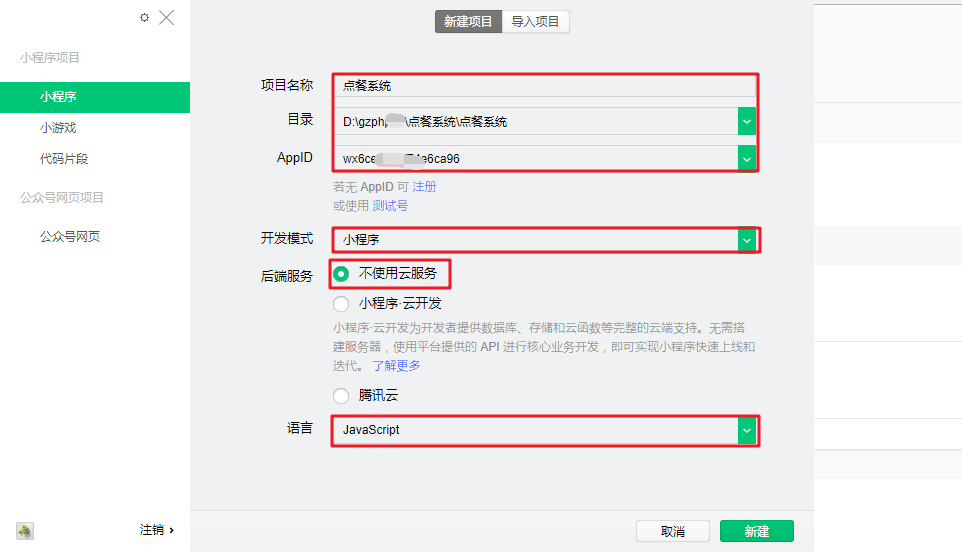 新建项目 导入项目
小程序项目
小程序
小游戏
代码片段
公众号网页项目
公众号网页
注销
项目名称 点餐系统
目录 D:\gzph \点餐系统\点餐系统
AppID wx6ce 4e6ca96
若无 AppID 可 注册
或使用 测试号
开发模式 小程序
后端服务 不使用云服务
小程序·云开发
小程序·云开发为开发者提供数据库、存储和云函数等完整的云端支持。无需搭
建服务器，使用平台提供的 API 进行核心业务开发，即可实现小程序快速上线和
迭代。 了解更多
腾讯云
语言 JavaScript
取消 新建